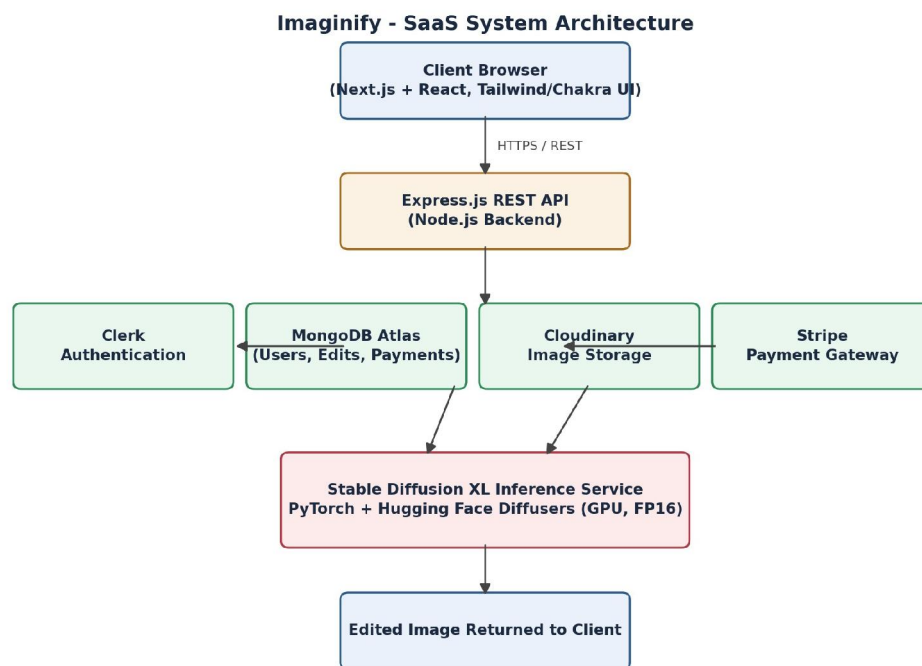 Imaginify - SaaS System Architecture
Client Browser
(Next.js + React, Tailwind/Chakra UI)
HTTPS / REST
Express.js REST API
(Node.js Backend)
Clerk
Authentication
MongoDB Atlas
(Users, Edits, Payments)
Cloudinary
Image Storage
Stripe
Payment Gateway
Stable Diffusion XL Inference Service
PyTorch + Hugging Face Diffusers (GPU, FP16)
Edited Image Returned to Client